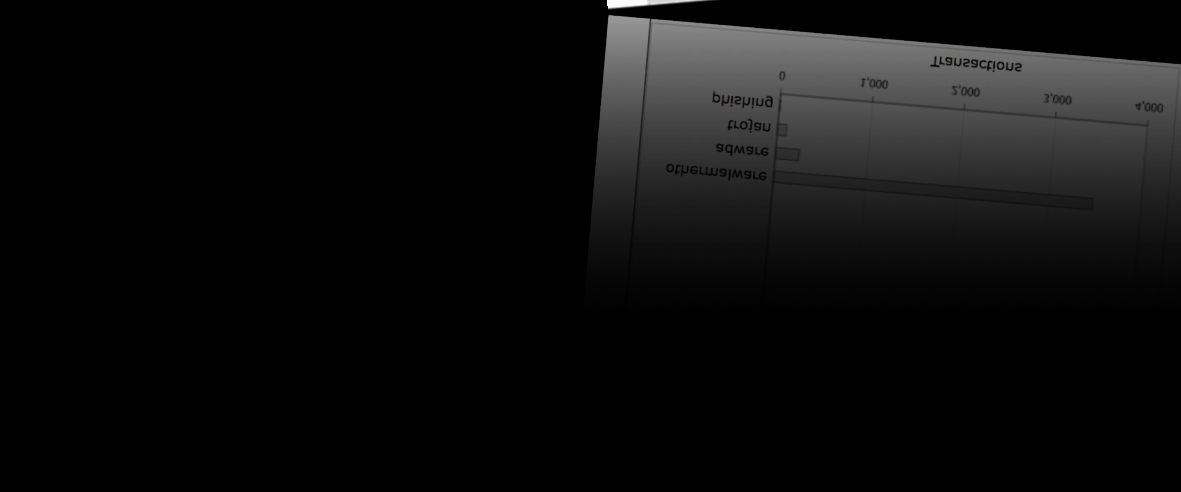 Transactions
0 1,000 2,000 3,000 4,000
phishing
trojan
adware
othermalware